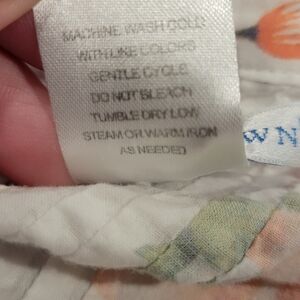 MACHINE WASH COLD
WITH LIKE COLORS
GENTLE CYCLE
DO NOT BLEACH
TUMBLE DRY LOW
STEAM OR WARM IRON
AS NEEDED
W N